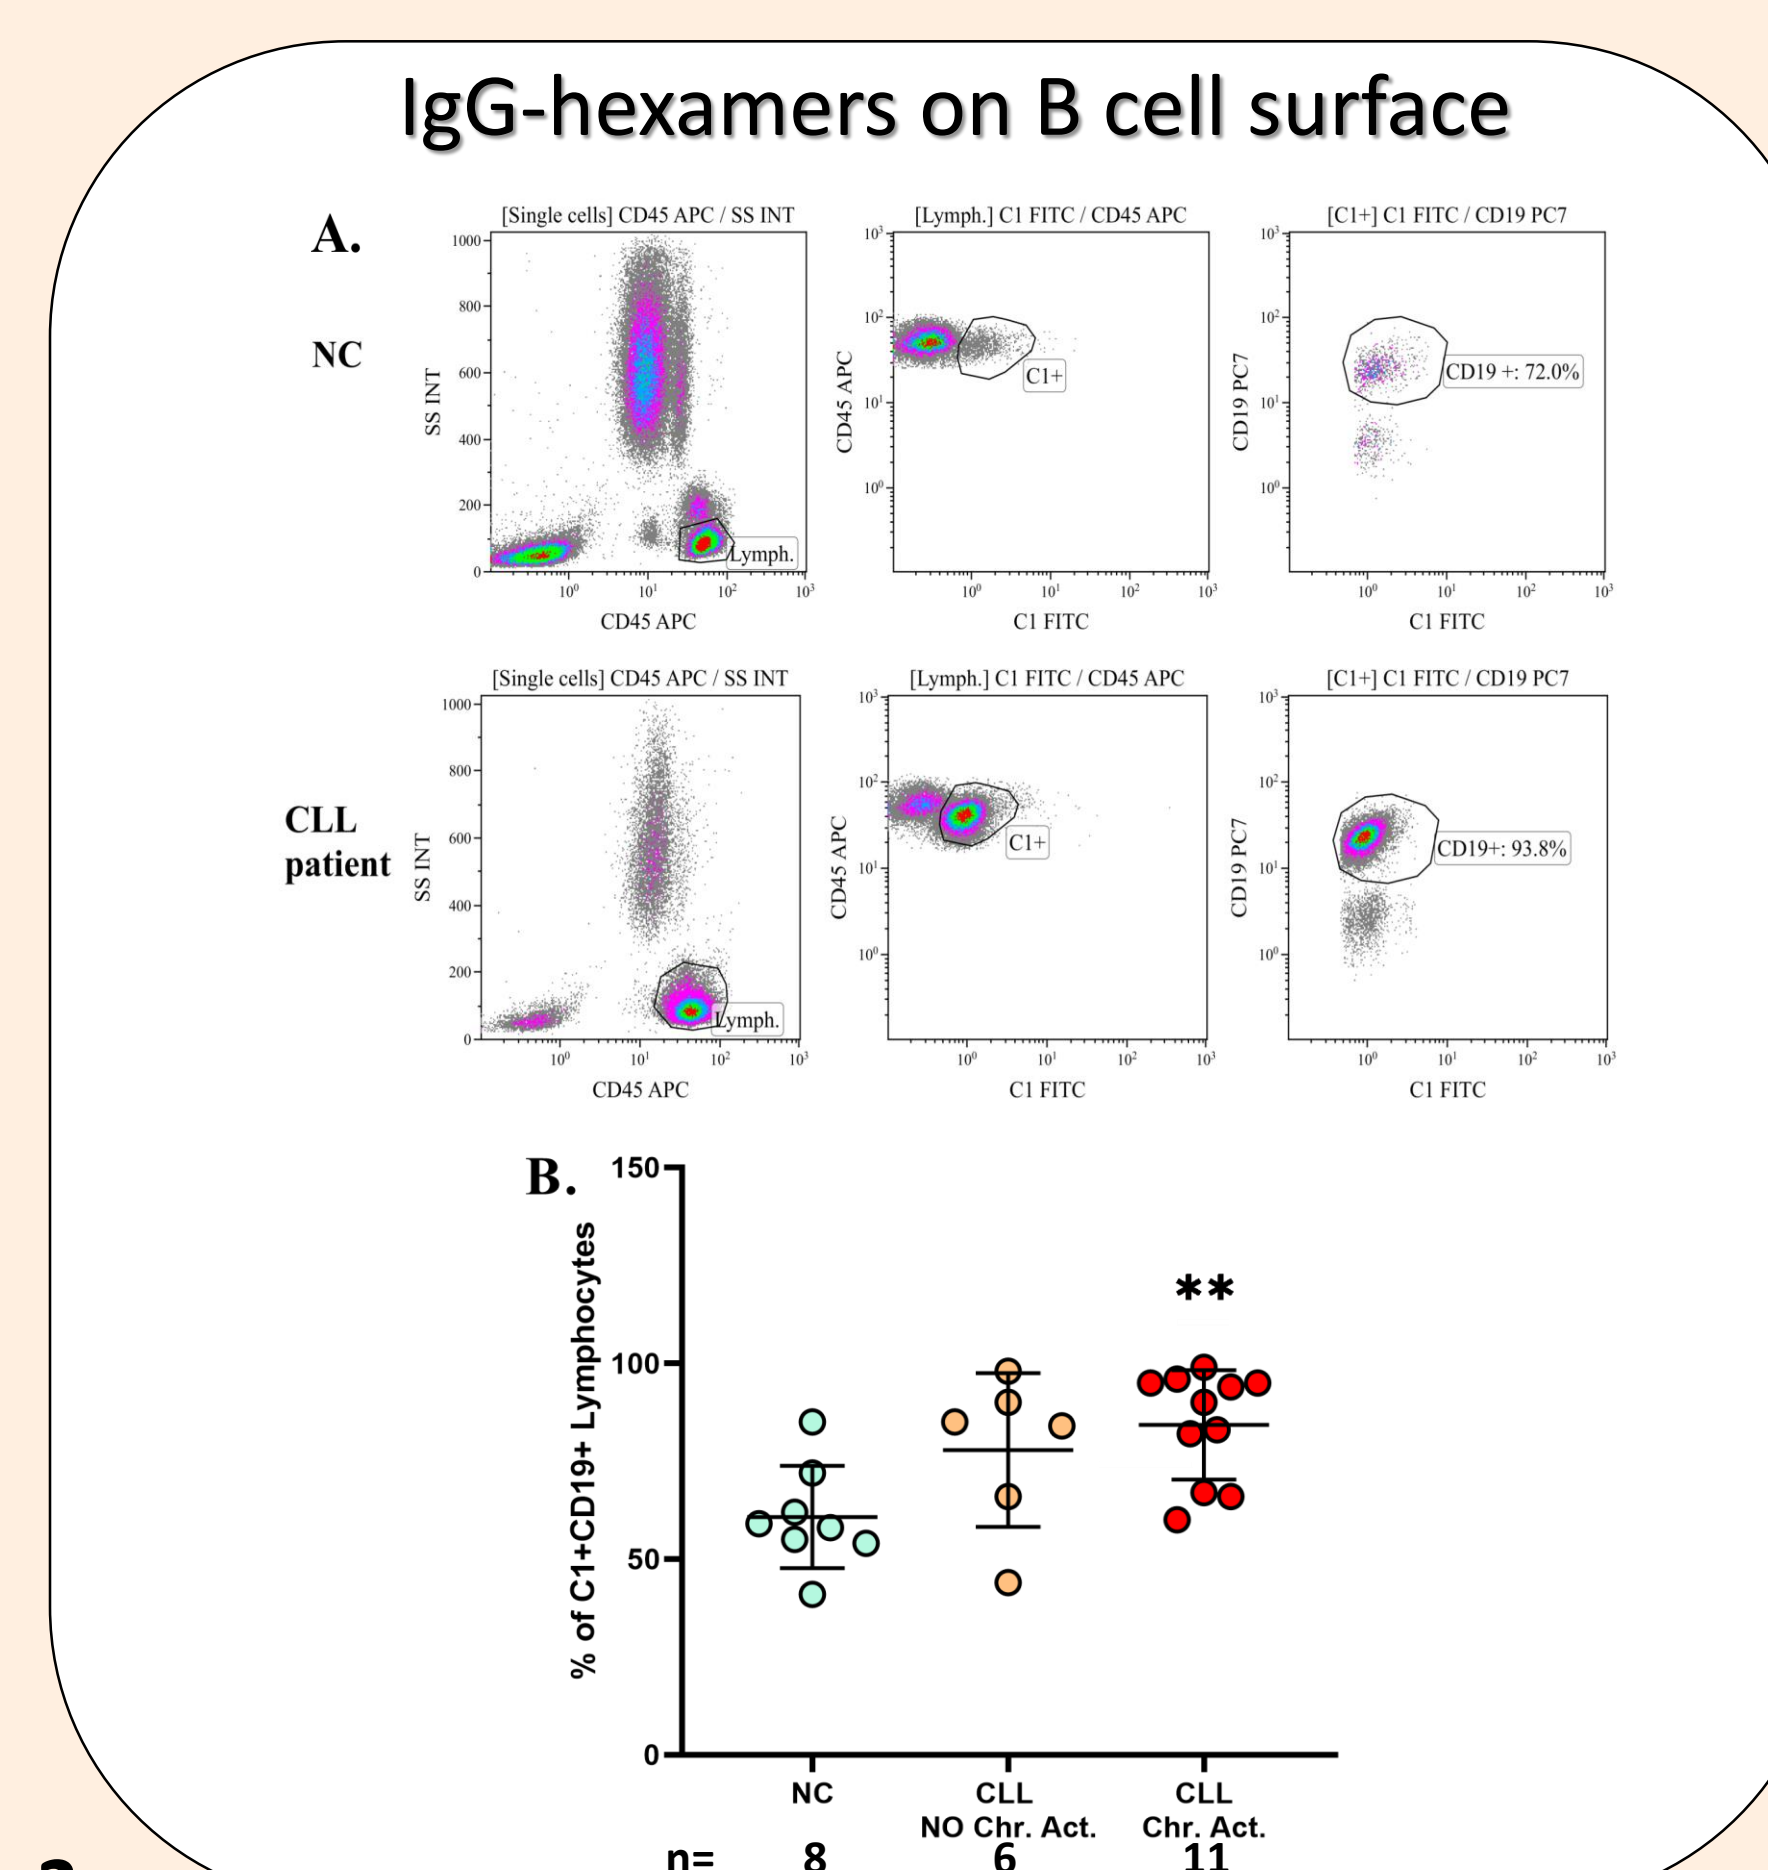 IgG-hexamers on B cell surface
A.
NC
[Single cells] CD45 APC / SS INT
1000
800
600
400
200
0
SS INT
Lymph.
10⁰ 10¹ 10² 10³
CD45 APC
[Lymph.] C1 FITC / CD45 APC
10³
10²
10¹
10⁰
CD45 APC
C1+
10⁰ 10¹ 10² 10³
C1 FITC
[C1+] C1 FITC / CD19 PC7
10³
10²
10¹
10⁰
CD19 PC7
CD19 +: 72.0%
10⁰ 10¹ 10² 10³
C1 FITC
CLL
patient
[Single cells] CD45 APC / SS INT
1000
800
600
400
200
0
SS INT
Lymph.
10⁰ 10¹ 10² 10³
CD45 APC
[Lymph.] C1 FITC / CD45 APC
10³
10²
10¹
10⁰
CD45 APC
C1+
10⁰ 10¹ 10² 10³
C1 FITC
[C1+] C1 FITC / CD19 PC7
10³
10²
10¹
10⁰
CD19 PC7
CD19+: 93.8%
10⁰ 10¹ 10² 10³
C1 FITC
B.
150
100
50
0
% of C1+CD19+ Lymphocytes
**
NC
CLL
NO Chr. Act.
CLL
Chr. Act.
n= 8 6 11